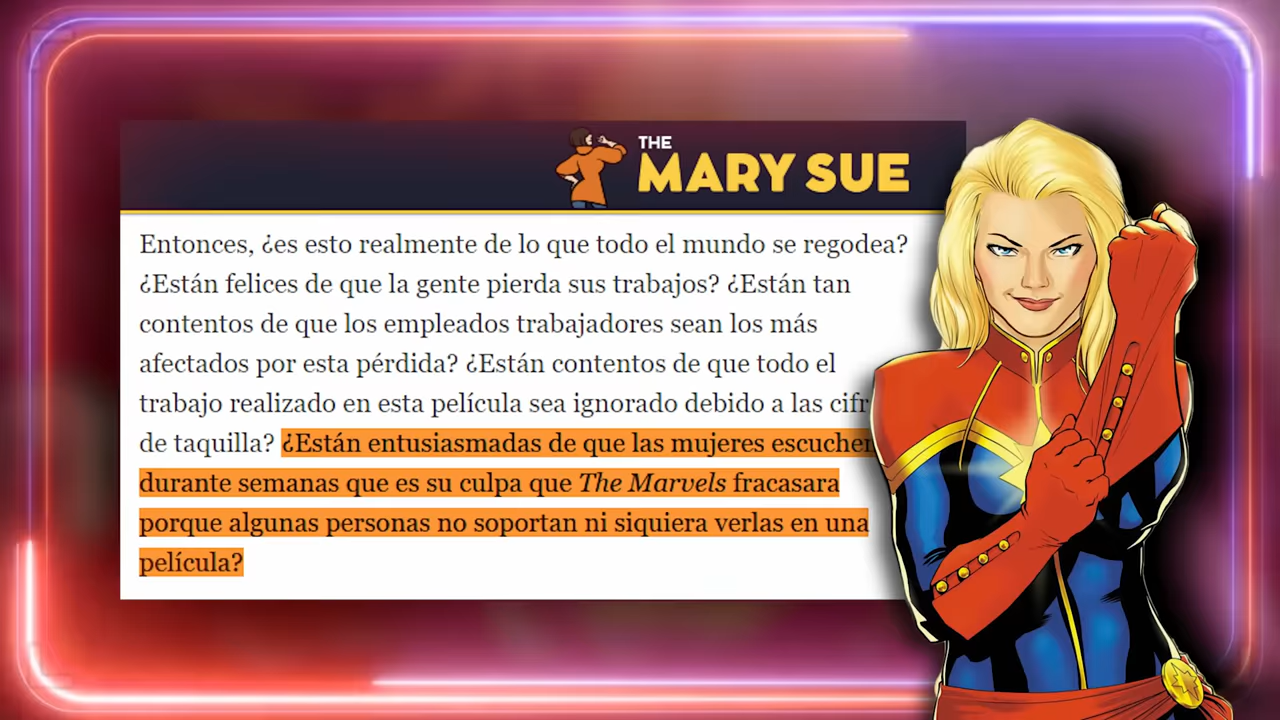 THE
MARY SUE
Entonces, ¿es esto realmente de lo que todo el mundo se regodea?
¿Están felices de que la gente pierda sus trabajos? ¿Están tan
contentos de que los empleados trabajadores sean los más
afectados por esta pérdida? ¿Están contentos de que todo el
trabajo realizado en esta película sea ignorado debido a las
de taquilla? ¿Están entusiasmadas de que las mujeres
durante semanas que es su culpa que The Marvels fracasara
porque algunas personas no soportan ni siquiera verlas en una
película?